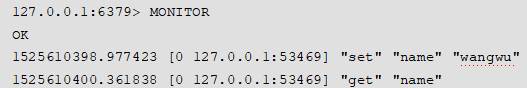 127.0.0.1:6379> MONITOR
OK
1525610398.977423 [0 127.0.0.1:53469] "set" "name" "wangwu"
1525610400.361838 [0 127.0.0.1:53469] "get" "name"